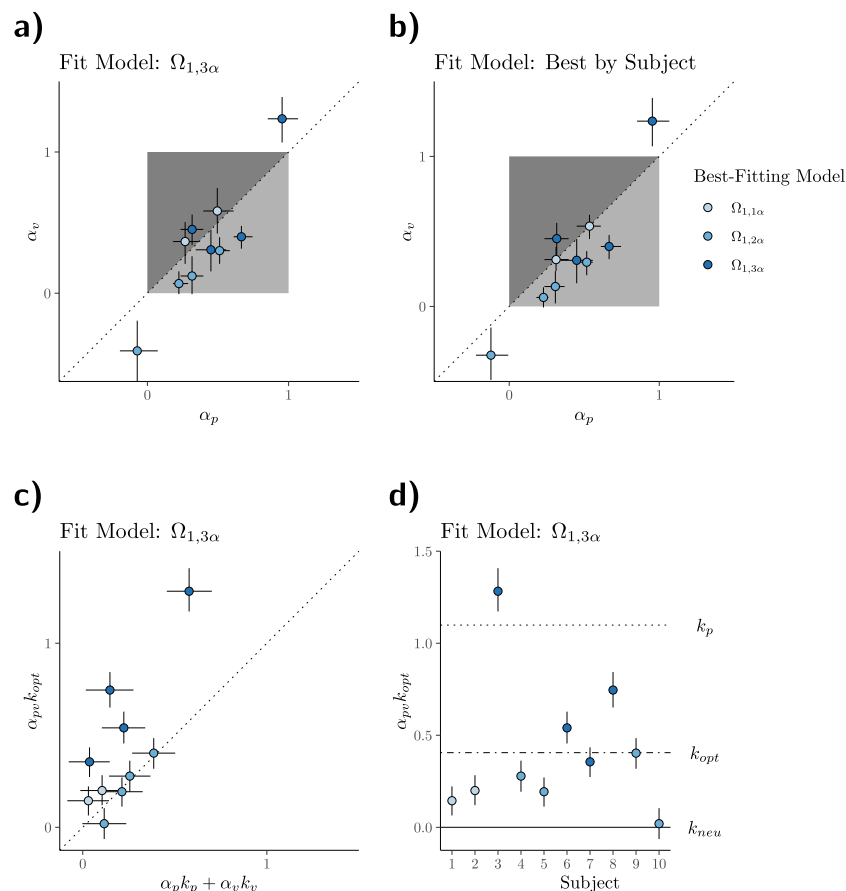 a)
Fit Model: Ω1,3α
1
0
αv
0
1
αp
b)
Fit Model: Best by Subject
1
0
αv
0
1
αp
Best-Fitting Model
Ω1,1α
Ω1,2α
Ω1,3α
c)
Fit Model: Ω1,3α
1
0
αpvkopt
0
1
αpkp + αvkv
d)
Fit Model: Ω1,3α
1.5
1.0
0.5
0.0
αpvkopt
kp
kopt
kneu
1 2 3 4 5 6 7 8 9 10
Subject